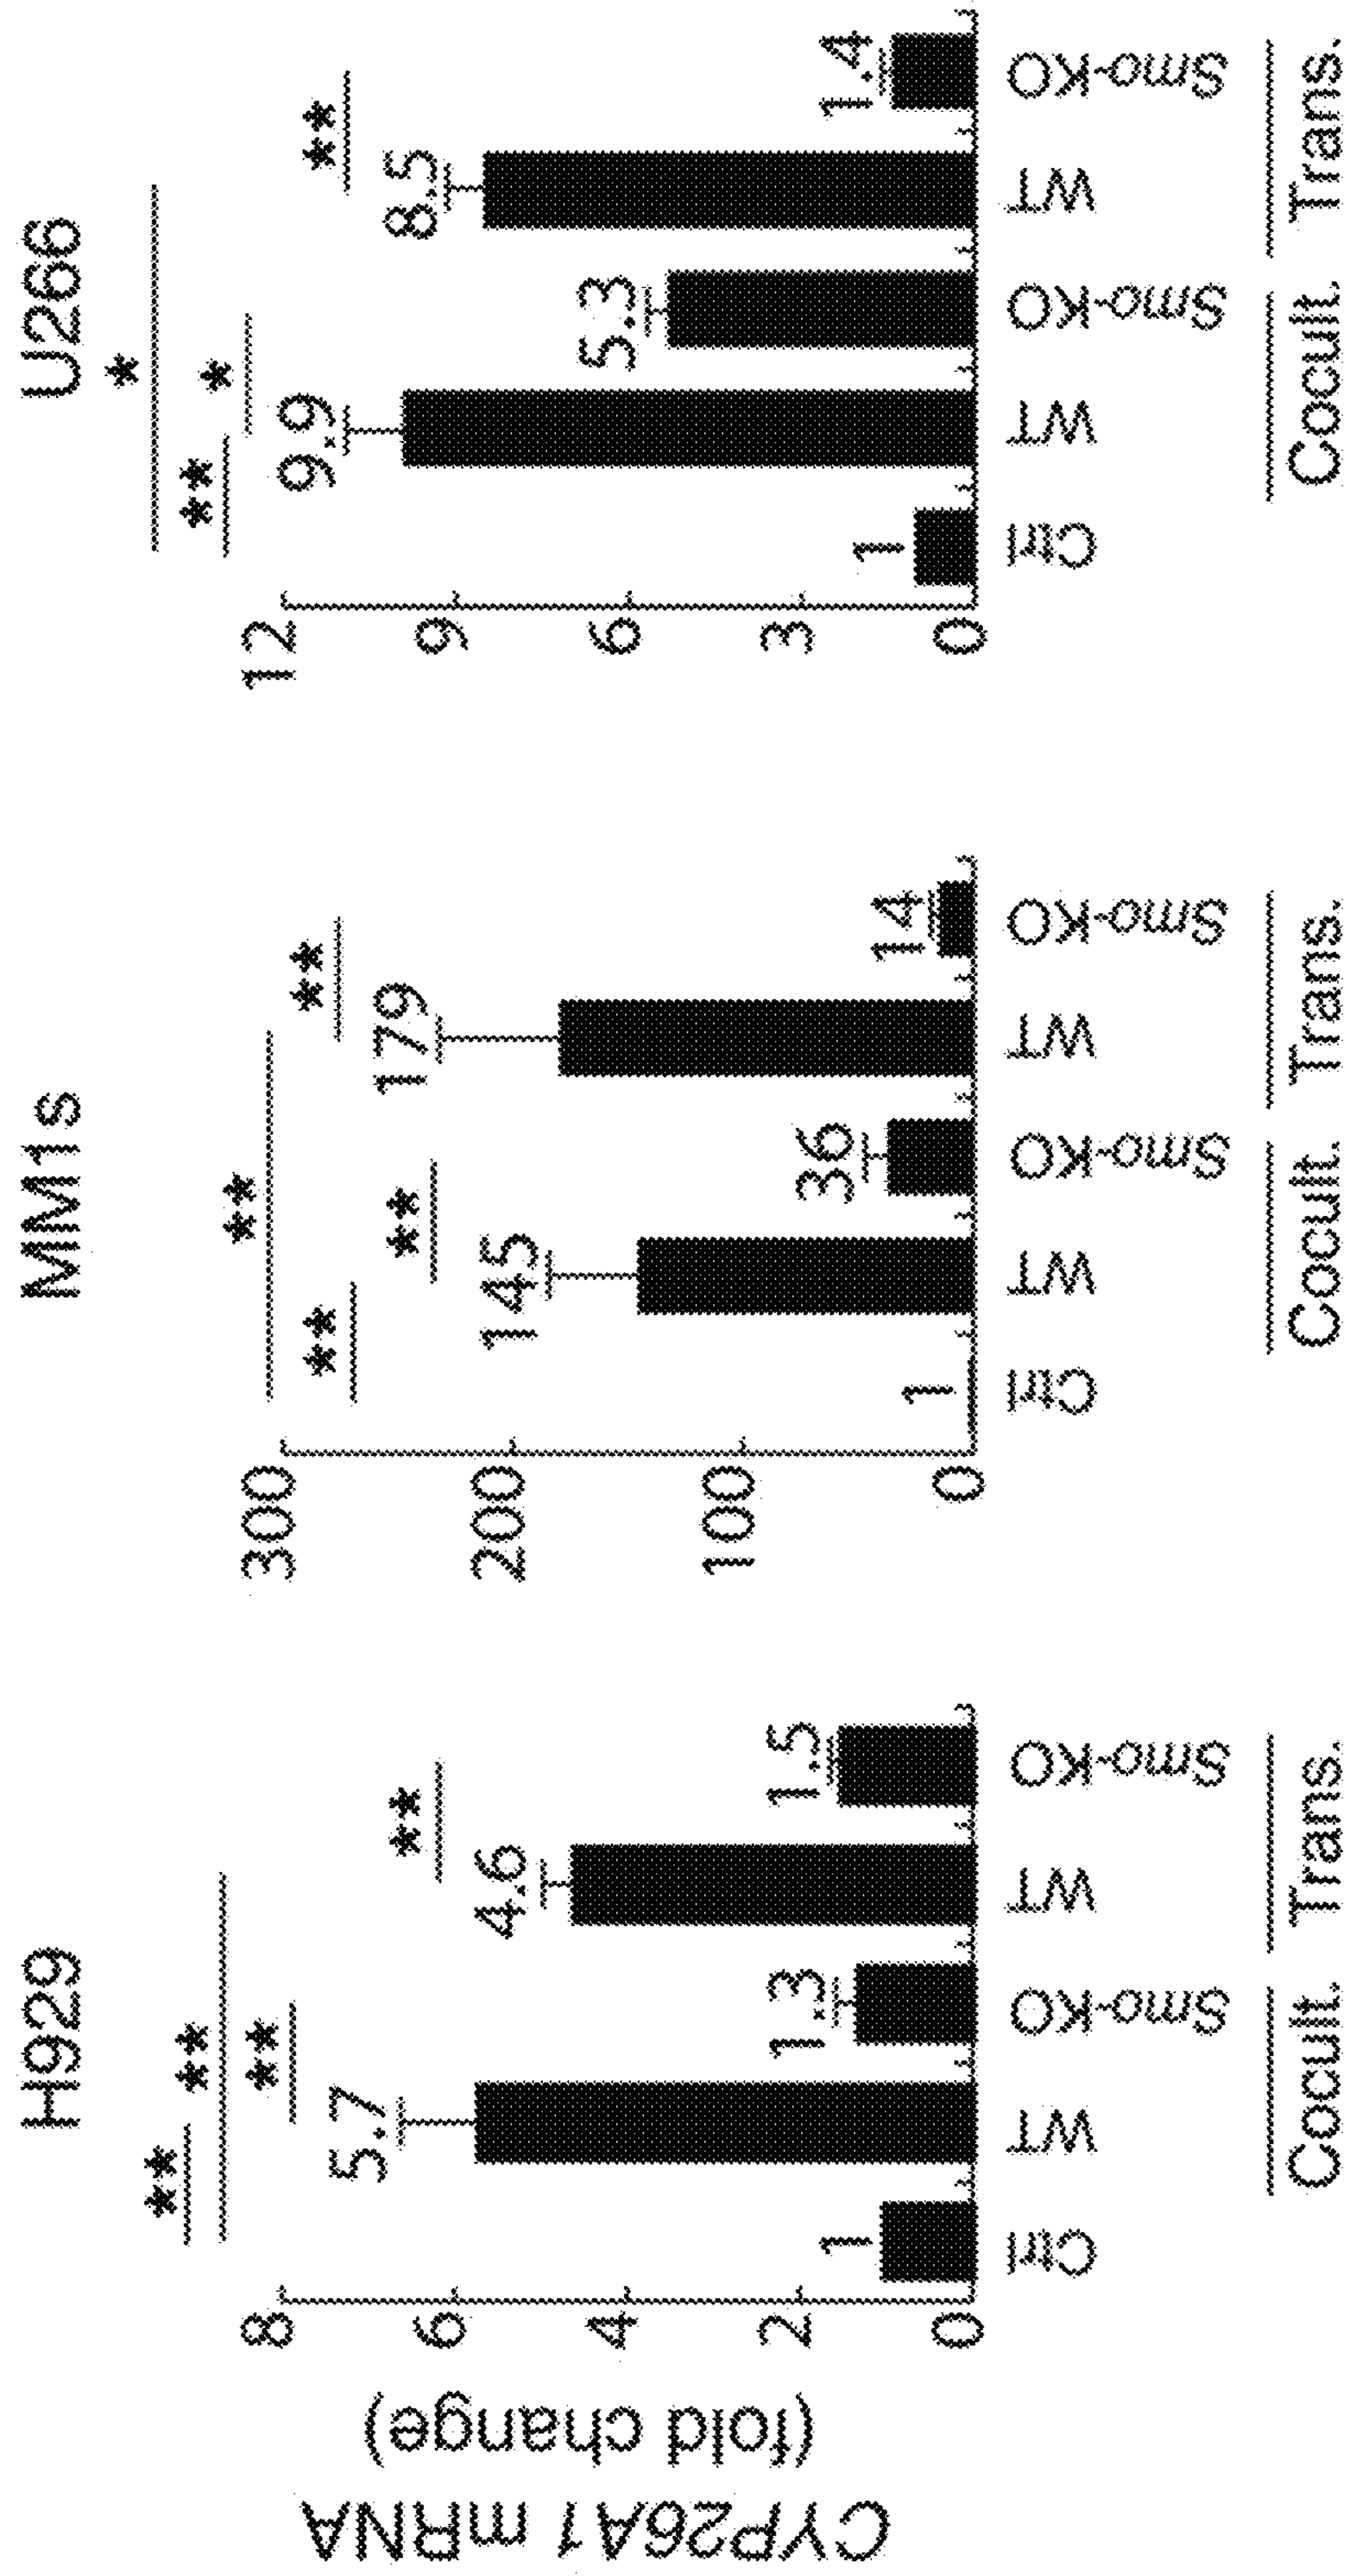 CYP26A1 mRNA
(fold change)
H929
**
**
**
**
8
6
4
2
0
1
5.7
1.3
4.6
1.5
Ctrl
WT
Smo-KO
WT
Smo-KO
Cocult.
Trans.
MM1s
**
**
**
**
300
200
100
0
1
145
36
179
14
Ctrl
WT
Smo-KO
WT
Smo-KO
Cocult.
Trans.
U266
*
**
*
**
12
9
6
3
0
1
9.9
5.3
8.5
1.4
Ctrl
WT
Smo-KO
WT
Smo-KO
Cocult.
Trans.